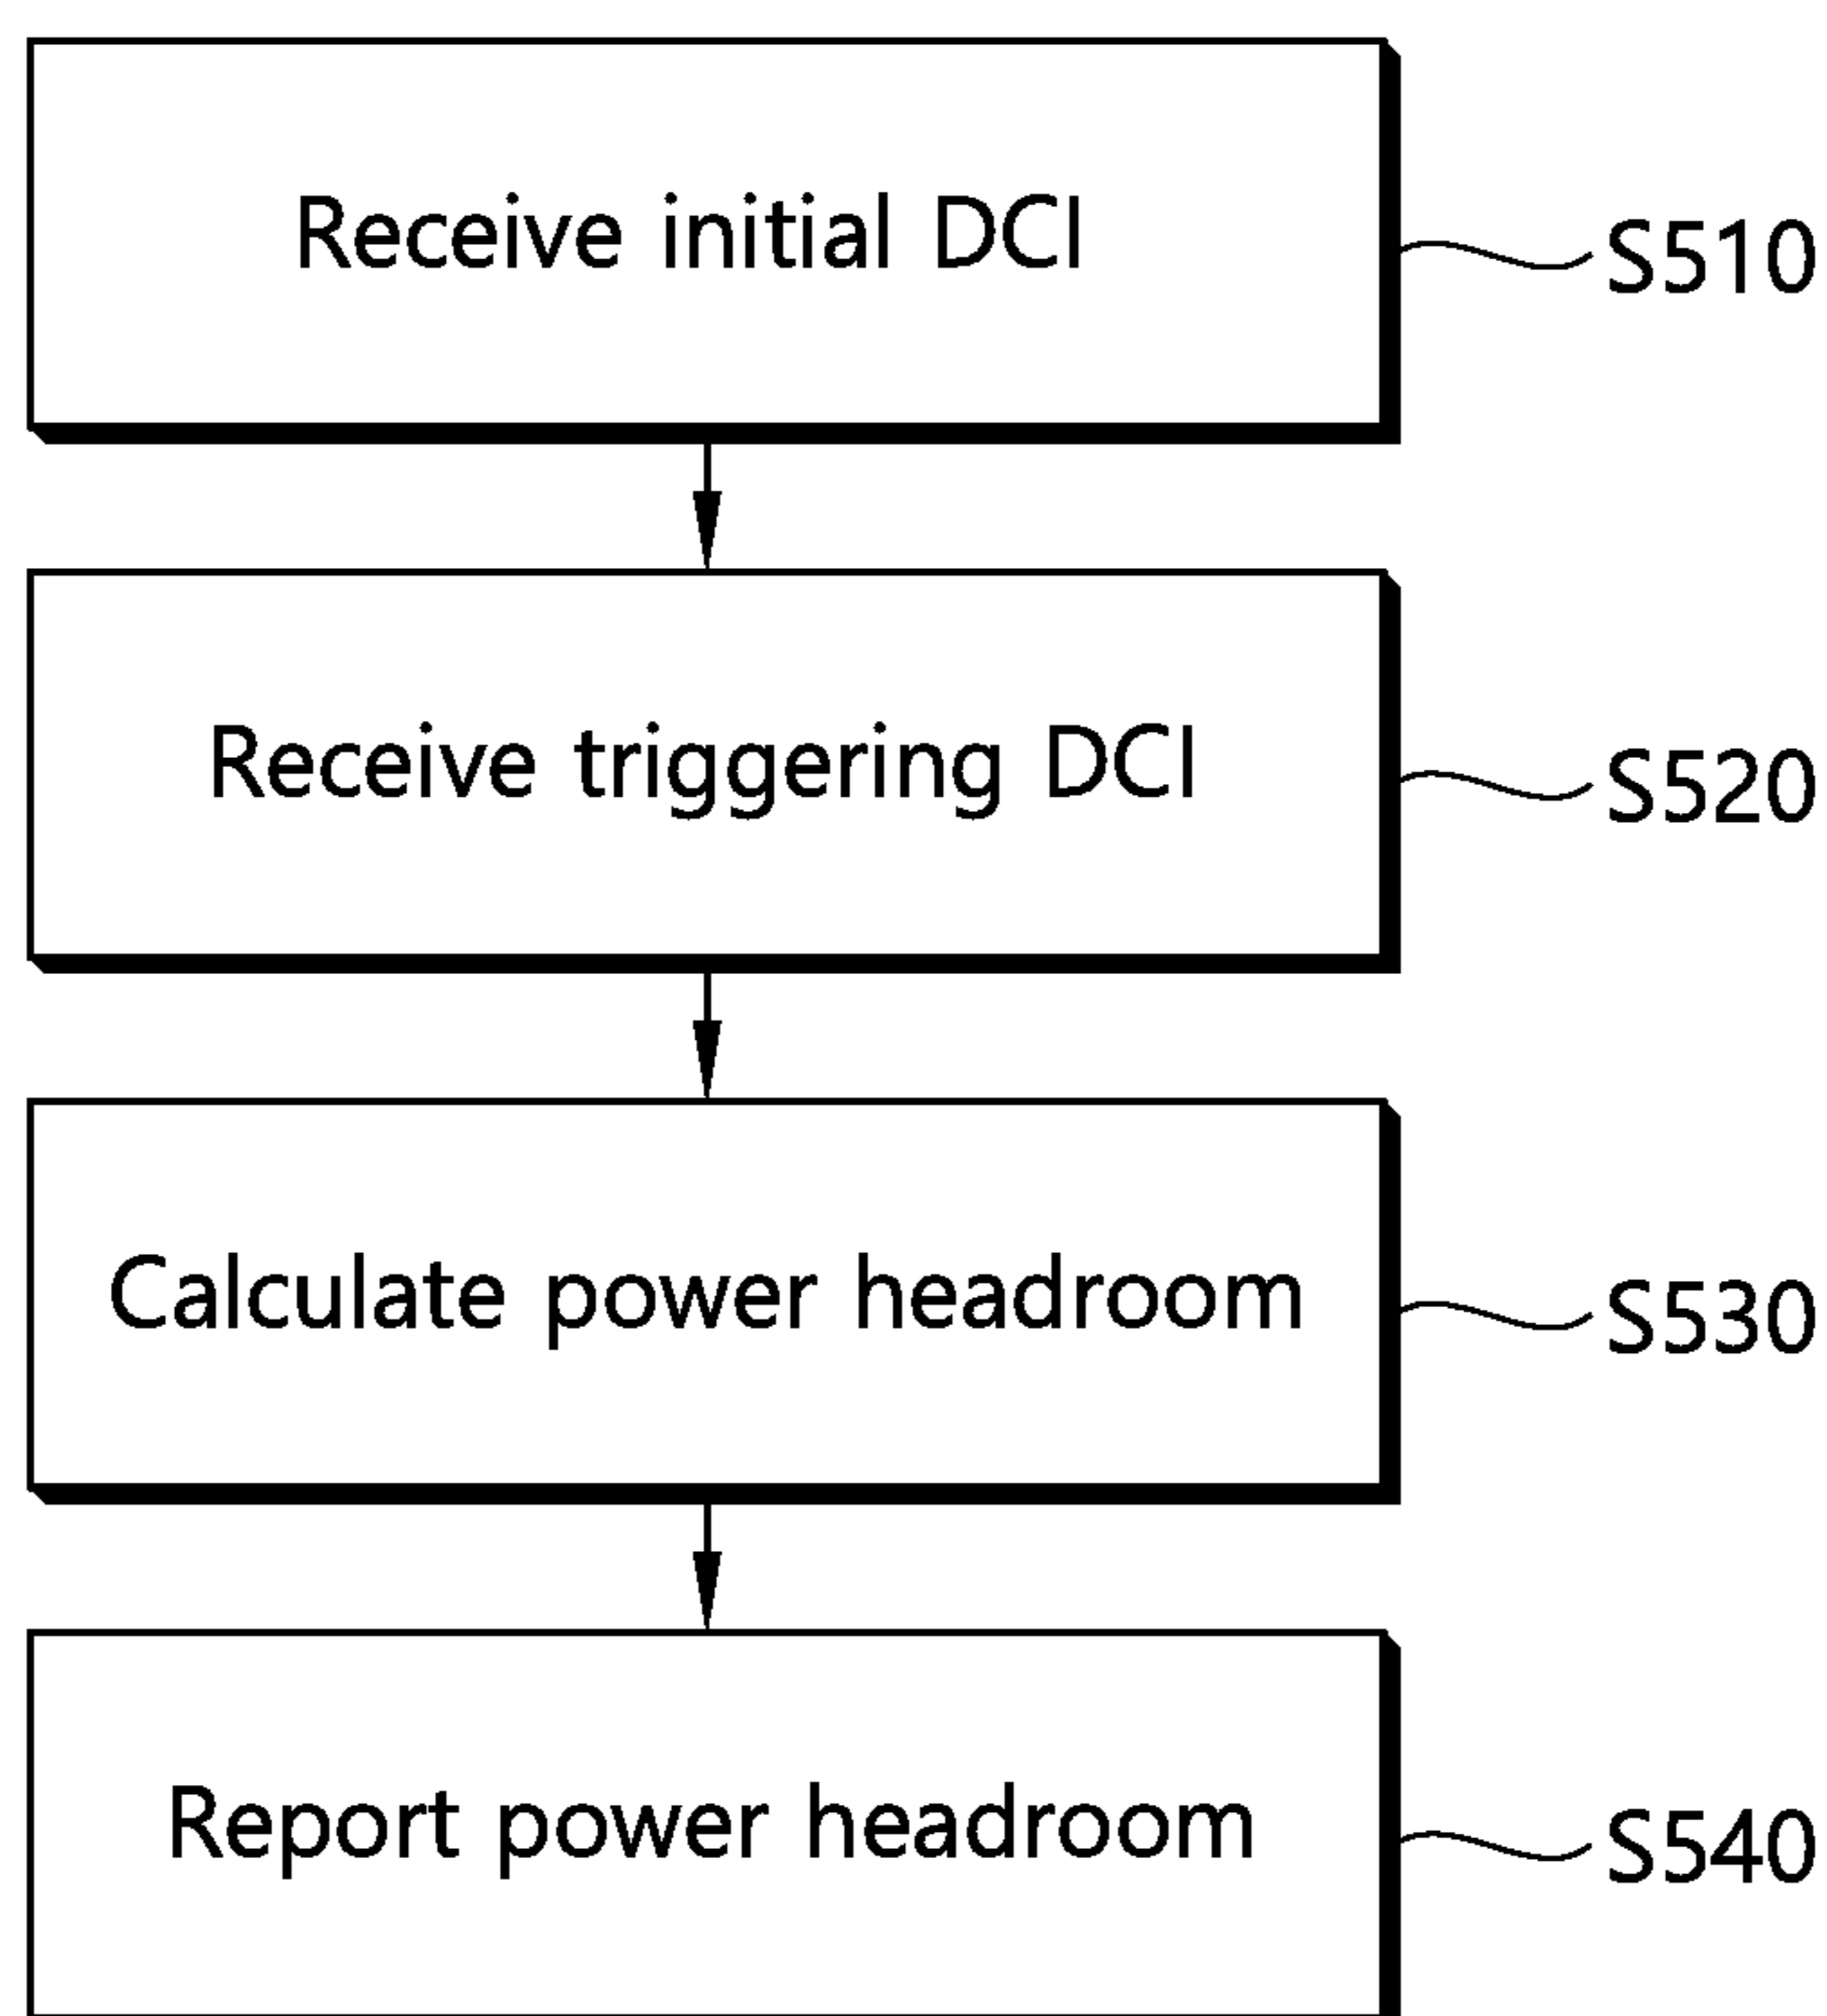 Receive initial DCI
S510
Receive triggering DCI
S520
Calculate power headroom
S530
Report power headroom
S540